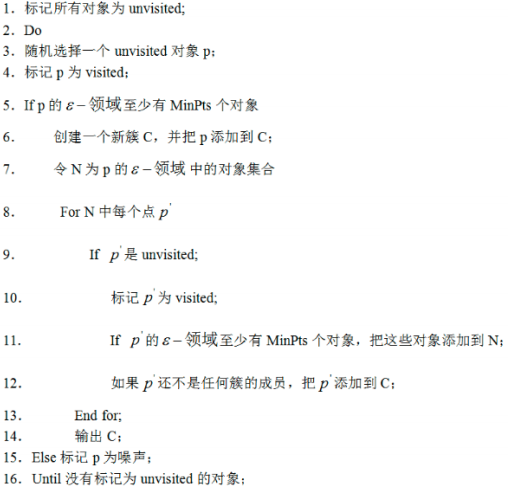 1. 标记所有对象为 unvisited;
2. Do
3. 随机选择一个 unvisited 对象 p;
4. 标记 p 为 visited;
5. If p 的 ε – 领域 至少有 MinPts 个对象
6. 创建一个新簇 C，并把 p 添加到 C;
7. 令 N 为 p 的 ε – 领域 中的对象集合
8. For N 中每个点 p'
9. If p' 是 unvisited;
10. 标记 p' 为 visited;
11. If p' 的 ε – 领域 至少有 MinPts 个对象，把这些对象添加到 N;
12. 如果 p' 还不是任何簇的成员，把 p' 添加到 C;
13. End for;
14. 输出 C;
15. Else 标记 p 为噪声;
16. Until 没有标记为 unvisited 的对象;